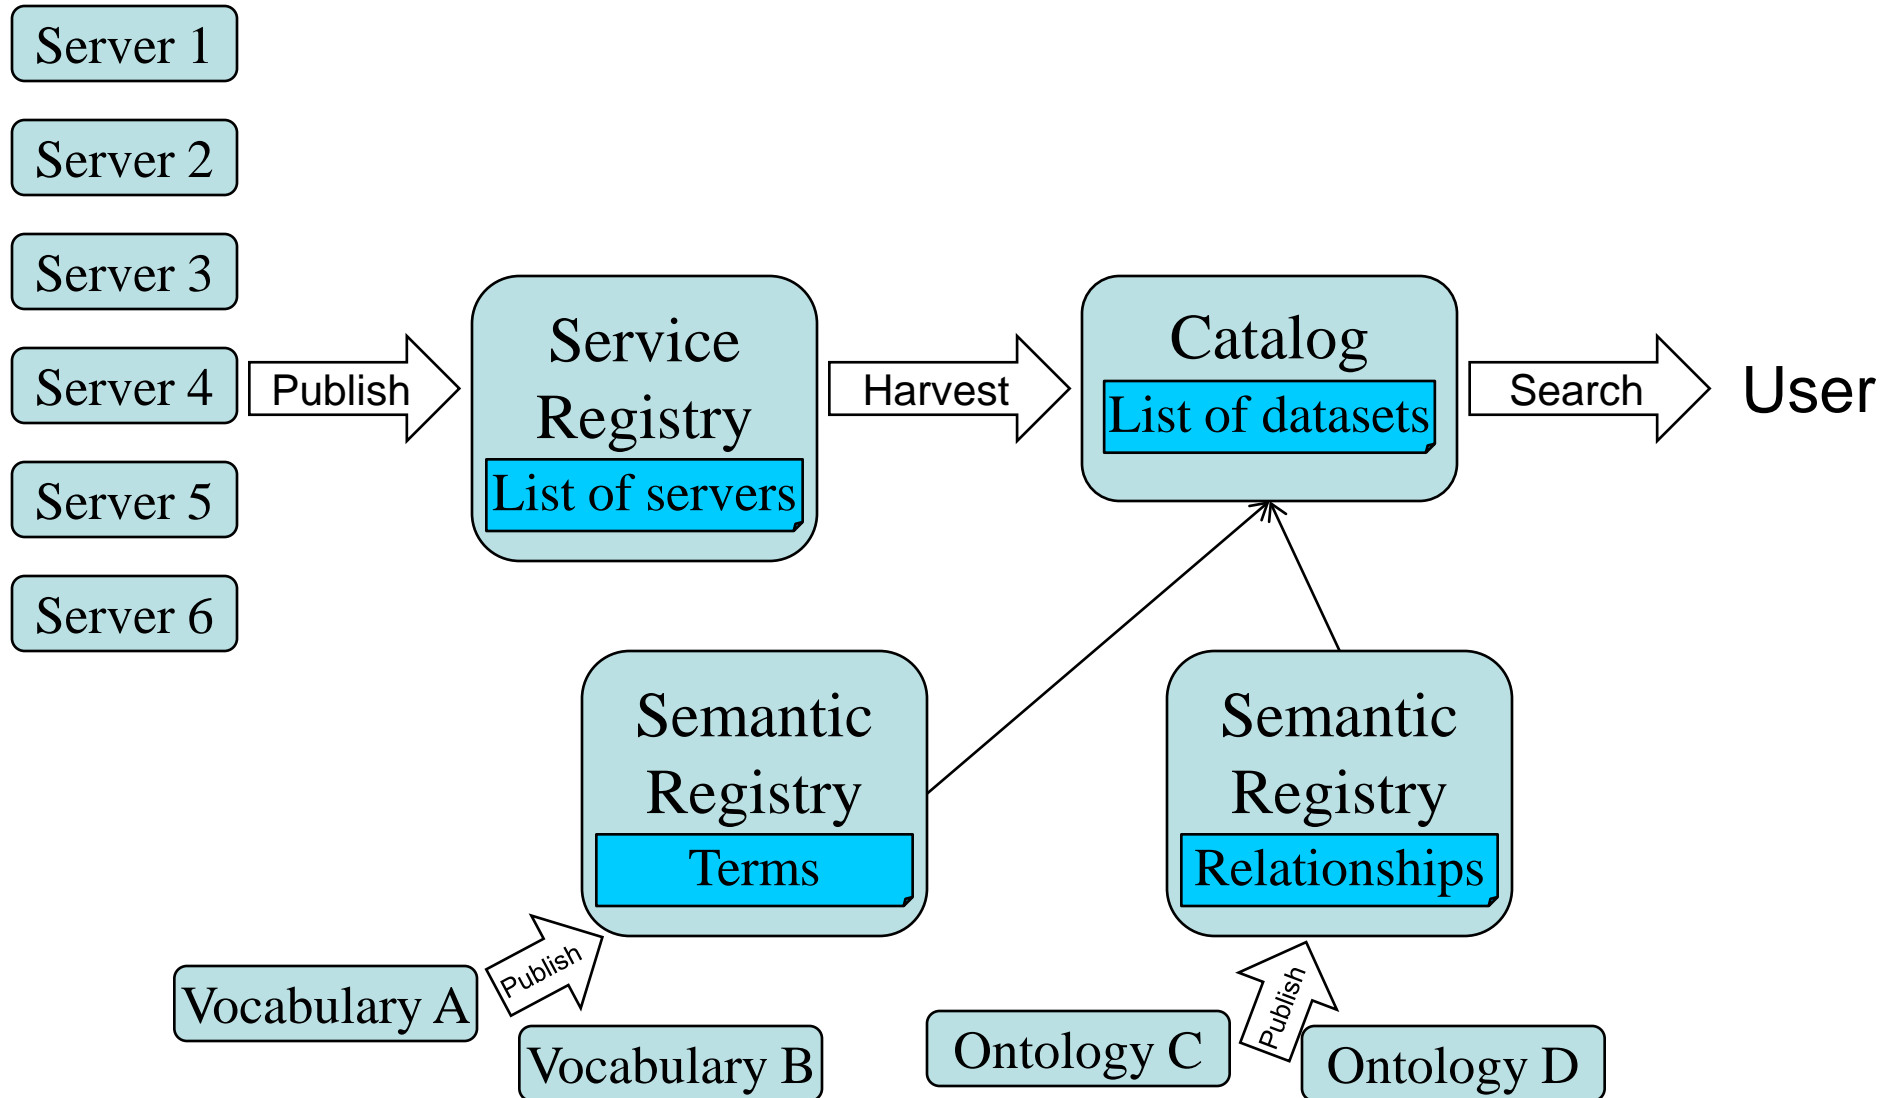 Server 1
Server 2
Server 3
Server 4
Server 5
Server 6
Publish
Service
Registry
List of servers
Harvest
Catalog
List of datasets
Search
User
Semantic
Registry
Terms
Semantic
Registry
Relationships
Publish
Vocabulary A
Vocabulary B
Publish
Ontology C
Ontology D